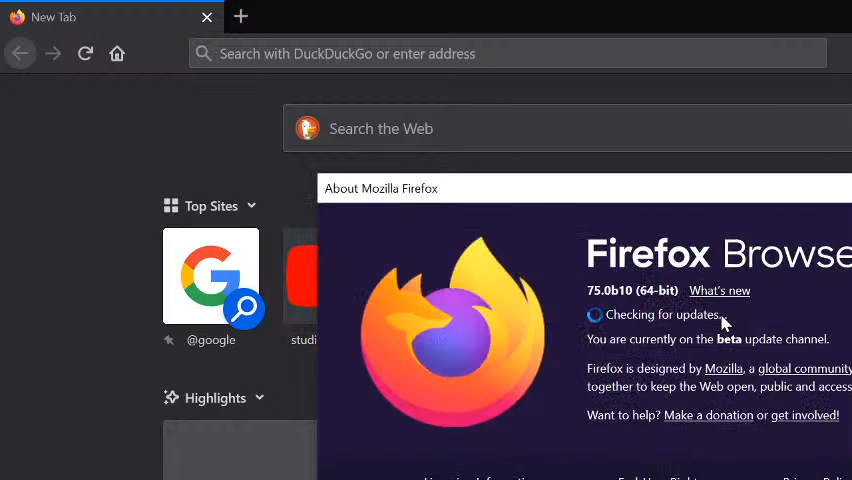 New Tab
Search with DuckDuckGo or enter address
Search the Web
About Mozilla Firefox
Top Sites
Firefox Browse
75.0b10 (64-bit) What's new
Checking for updates...
You are currently on the beta update channel.
@google
studi
Firefox is designed by Mozilla, a global community
together to keep the Web open, public and access
Highlights
Want to help? Make a donation or get involved!